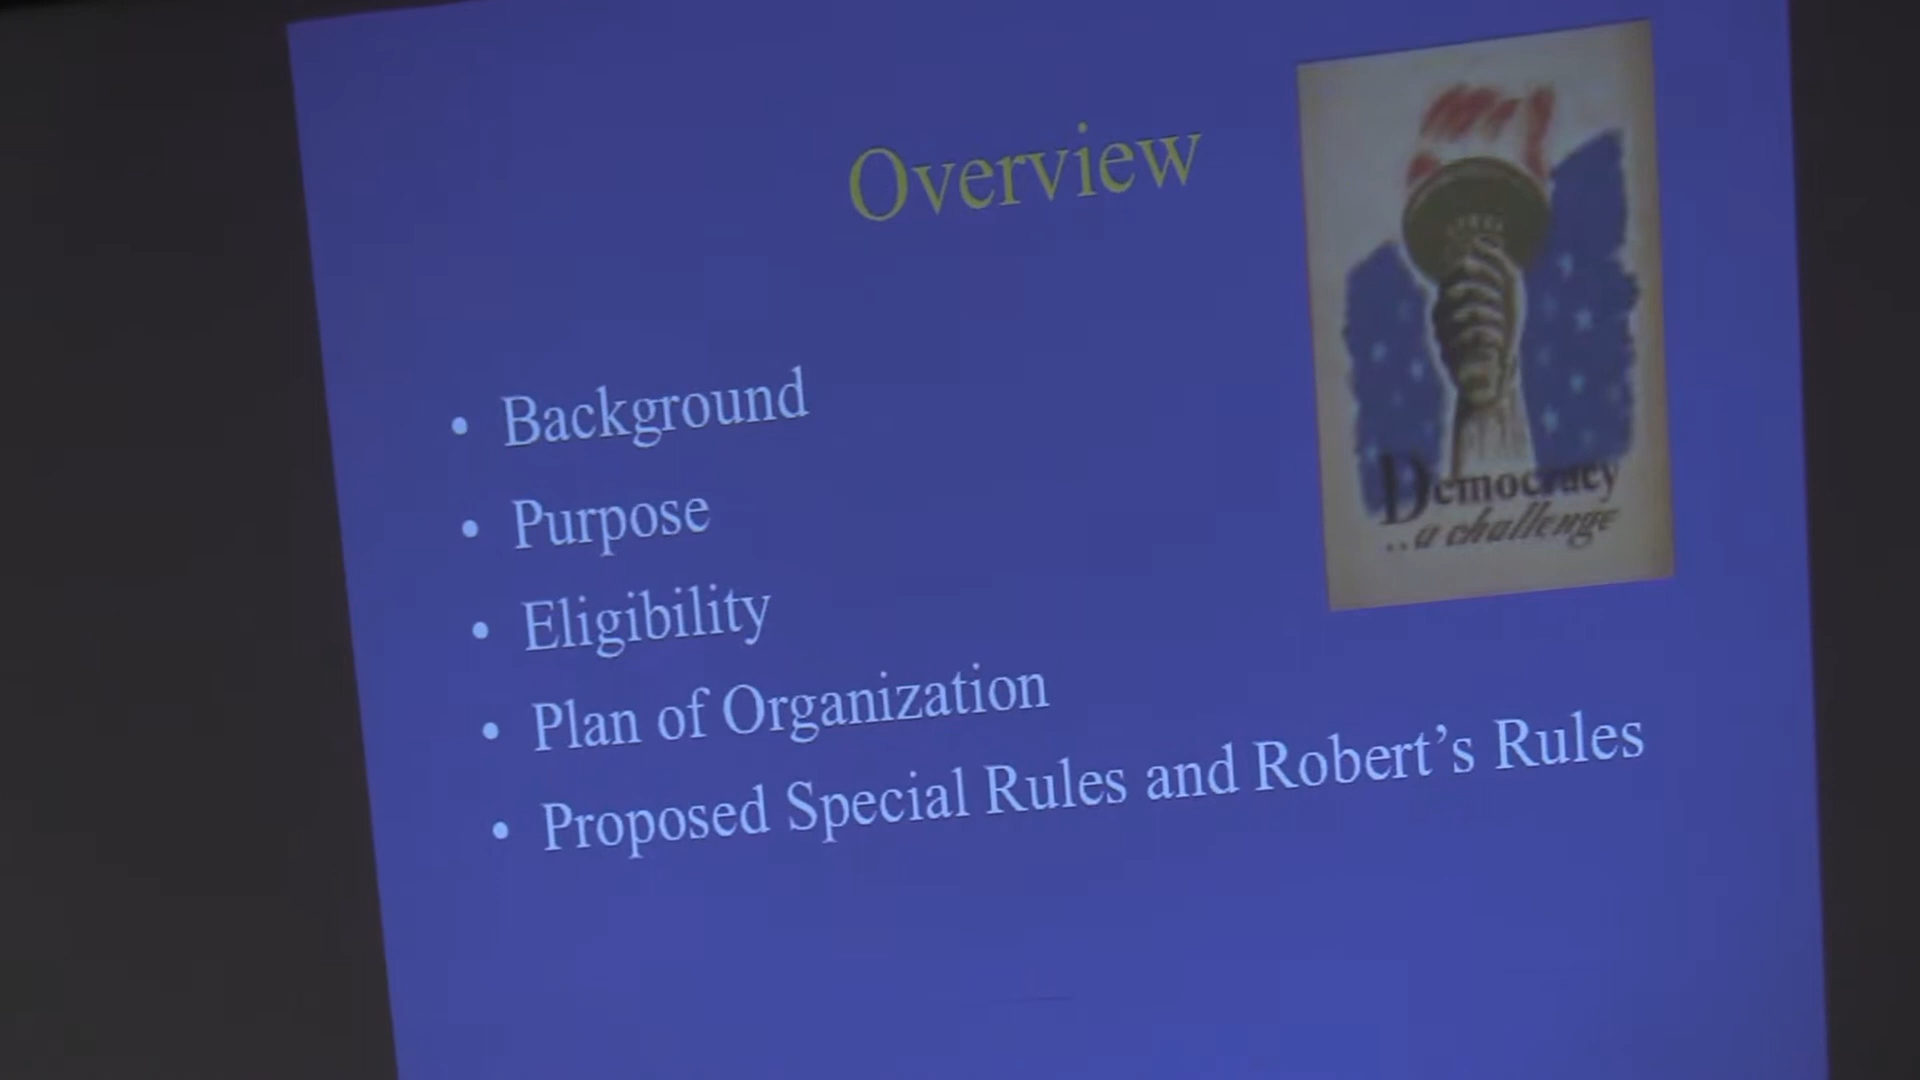 Overview
• Background
• Purpose
• Eligibility
• Plan of Organization
• Proposed Special Rules and Robert's Rules
Democracy
..a challenge